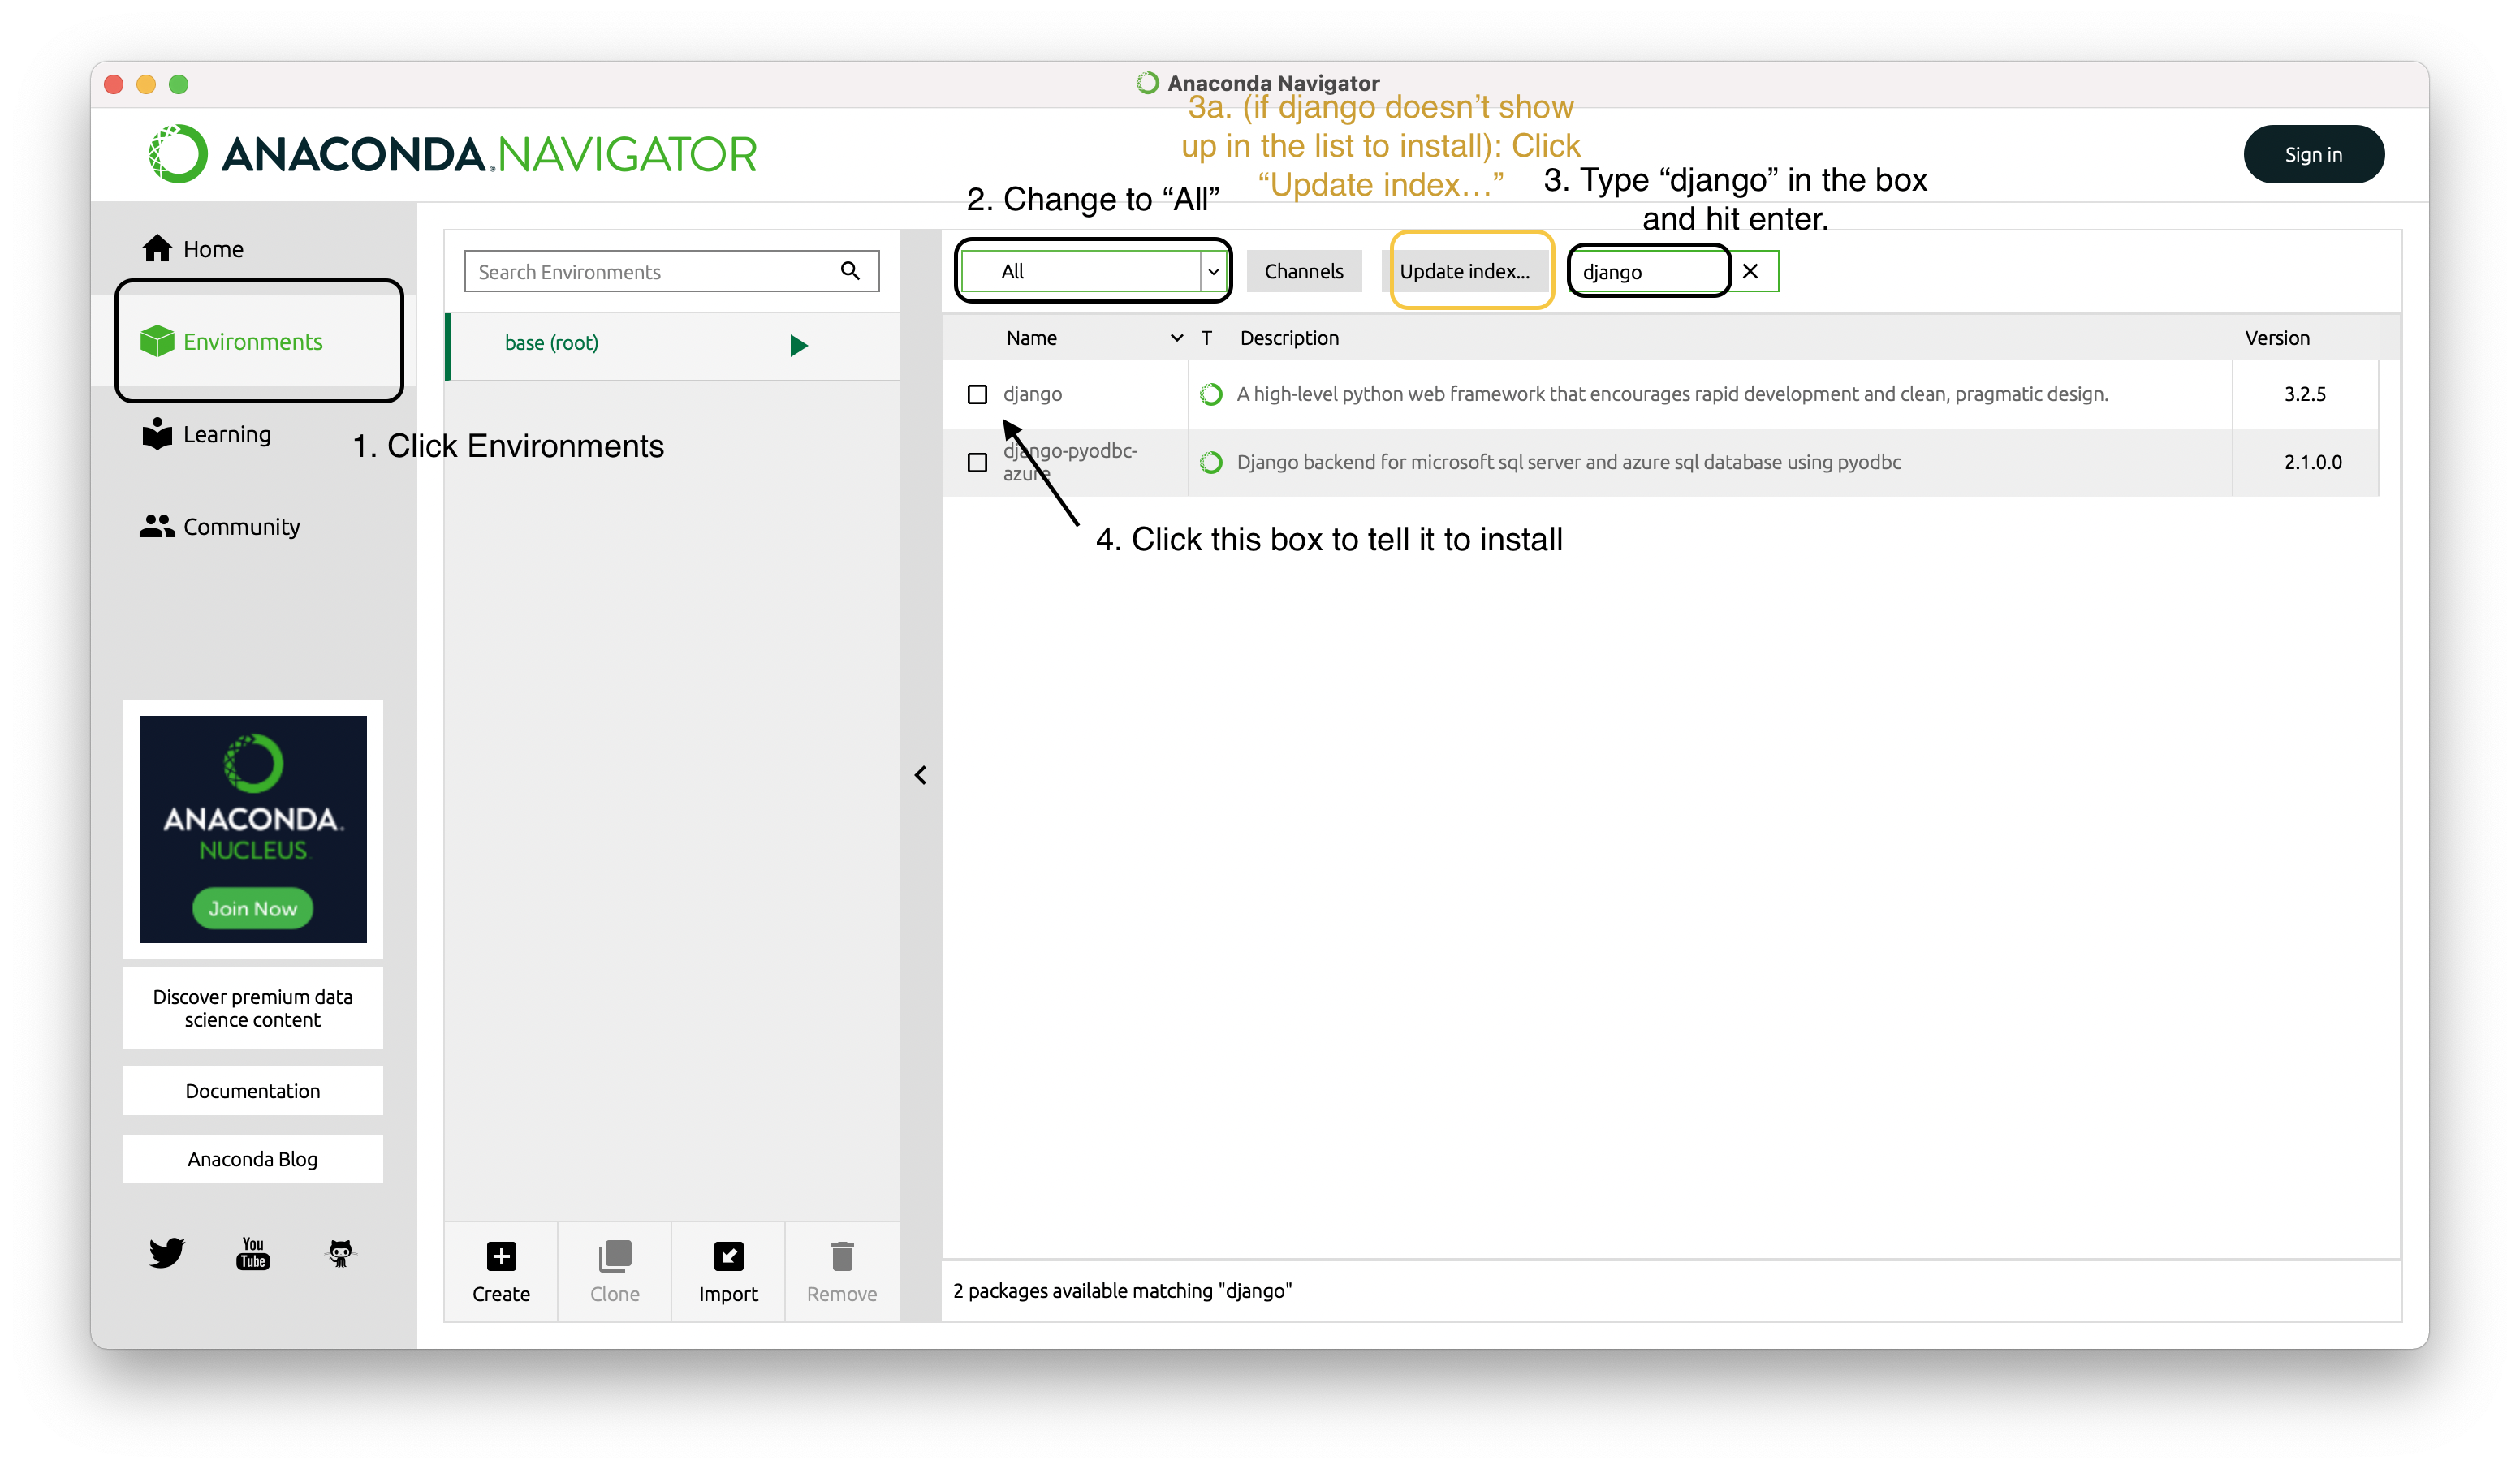 Anaconda Navigator
3a. (if django doesn’t show
up in the list to install): Click
“Update index…”
ANACONDA.NAVIGATOR
Sign in
2. Change to “All”
3. Type “django” in the box
and hit enter.
Home
Environments
Learning
Community
1. Click Environments
Search Environments
base (root)
All
Channels
Update index...
django
Name
T
Description
Version
django
A high-level python web framework that encourages rapid development and clean, pragmatic design.
3.2.5
django-pyodbc-
azure
Django backend for microsoft sql server and azure sql database using pyodbc
2.1.0.0
4. Click this box to tell it to install
ANACONDA.
NUCLEUS
Join Now
Discover premium data
science content
Documentation
Anaconda Blog
You
Tube
Create
Clone
Import
Remove
2 packages available matching "django"